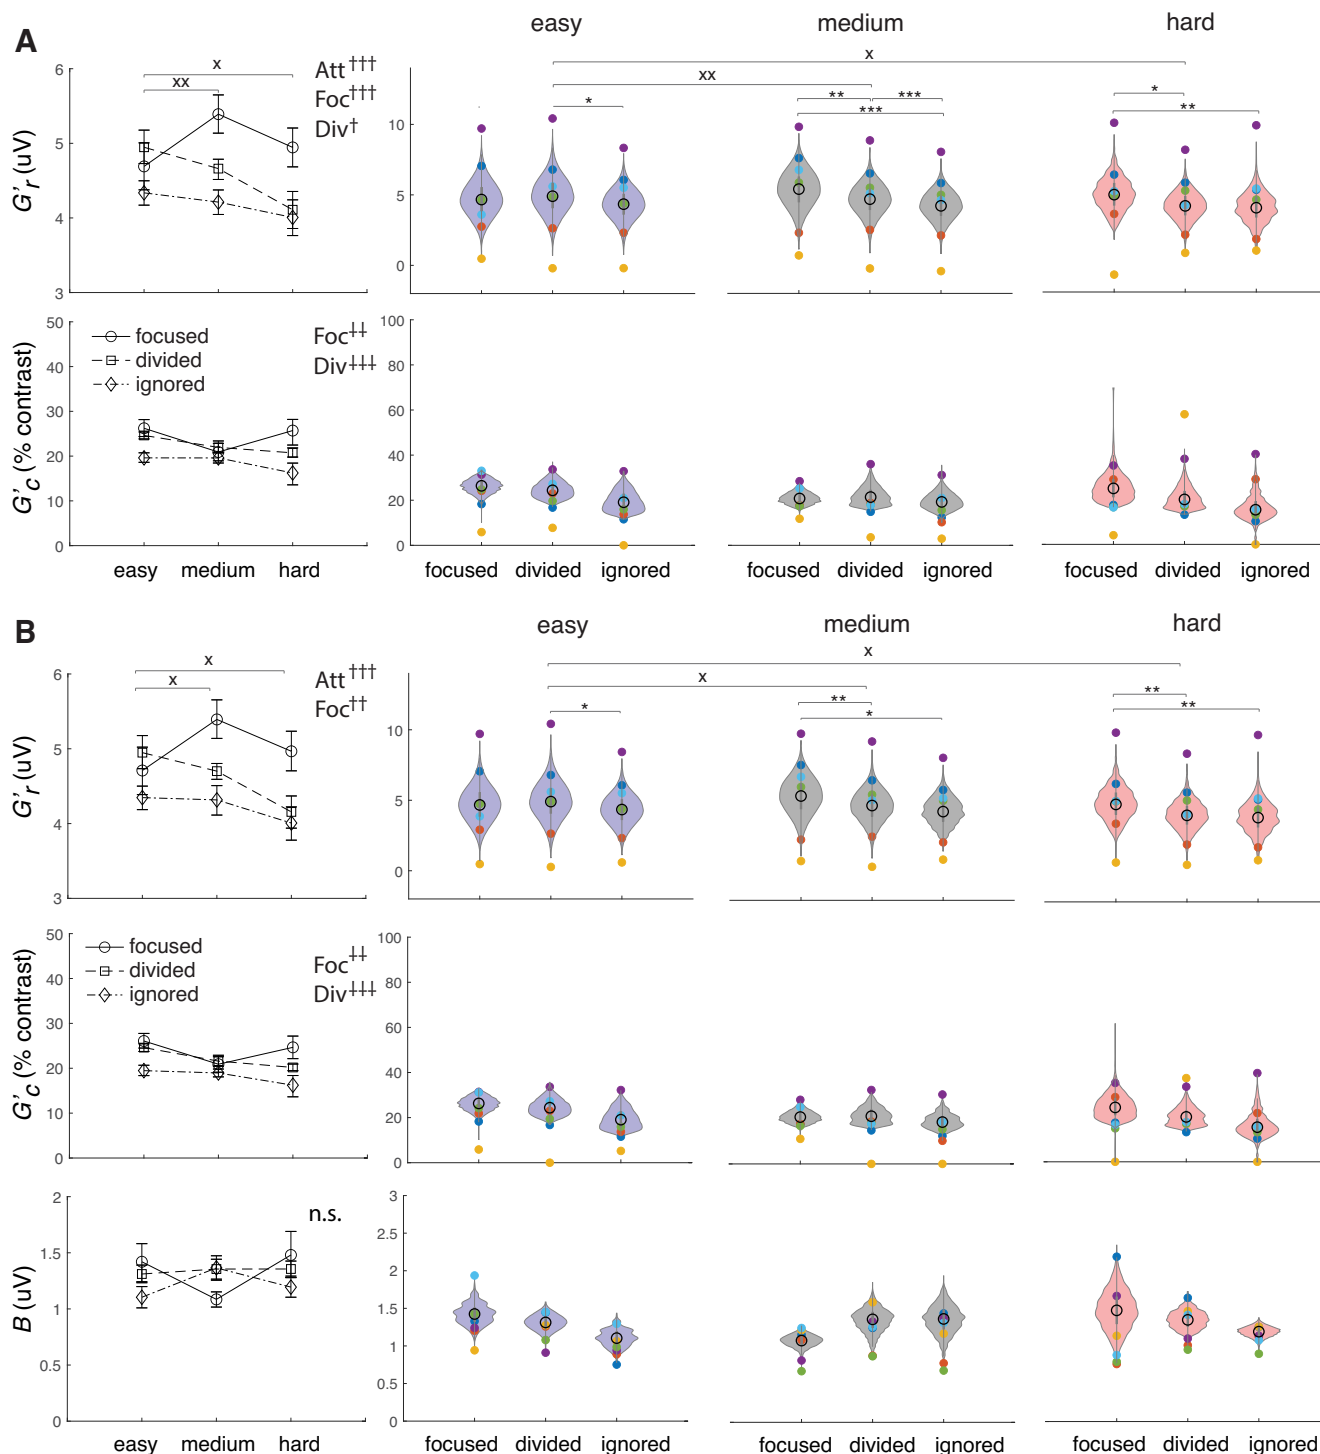 A
easy
medium
hard
6
5
4
3
G'r (uV)
x
xx
Att†††
Foc†††
Div†
10
5
0
x
xx
*
**
***
***
*
**
50
40
30
20
10
0
G'c (% contrast)
focused
divided
ignored
Foc‡‡
Div‡‡‡
100
80
60
40
20
0
easy medium hard
focused divided ignored
focused divided ignored
focused divided ignored
B
easy
medium
hard
6
5
4
3
G'r (uV)
x
x
Att†††
Foc††
10
5
0
x
x
*
**
*
**
**
50
40
30
20
10
0
G'c (% contrast)
focused
divided
ignored
Foc‡‡
Div‡‡‡
100
80
60
40
20
0
2
1.5
1
0.5
0
B (uV)
n.s.
3
2.5
2
1.5
1
0.5
0
easy medium hard
focused divided ignored
focused divided ignored
focused divided ignored